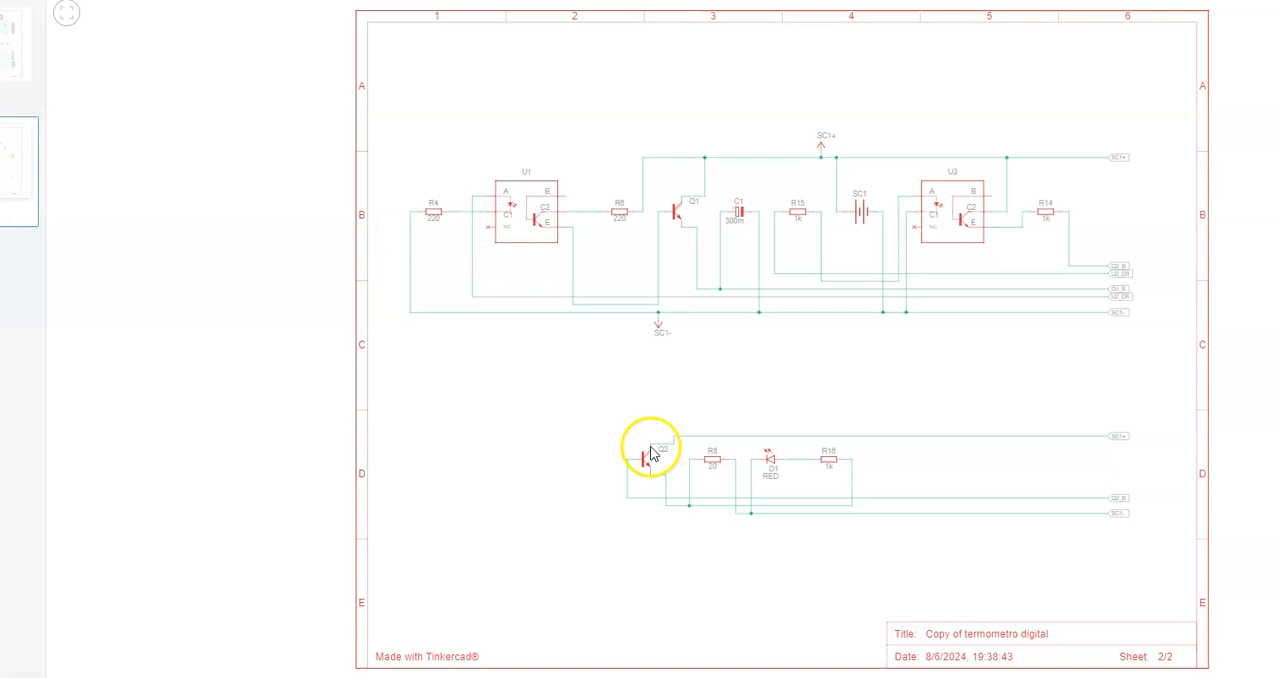 1 2 3 4 5 6
A A
SC1+
SC1+
U1 U3
R4 220
A B C1 C2 E NC
R6 220
Q1
C1 300m
R15 1k
SC1
A B C1 C2 E NC
R14 1k
B B
Q2_B
U2_D9
Q1_E
SC1-
SC1-
C C
SC1+
Q2
R8 20
D1 RED
R16 1k
D D
Q2_B
SC1-
E E
Title: Copy of termometro digital
Made with Tinkercad®
Date: 8/6/2024, 19:38:43
Sheet: 2/2